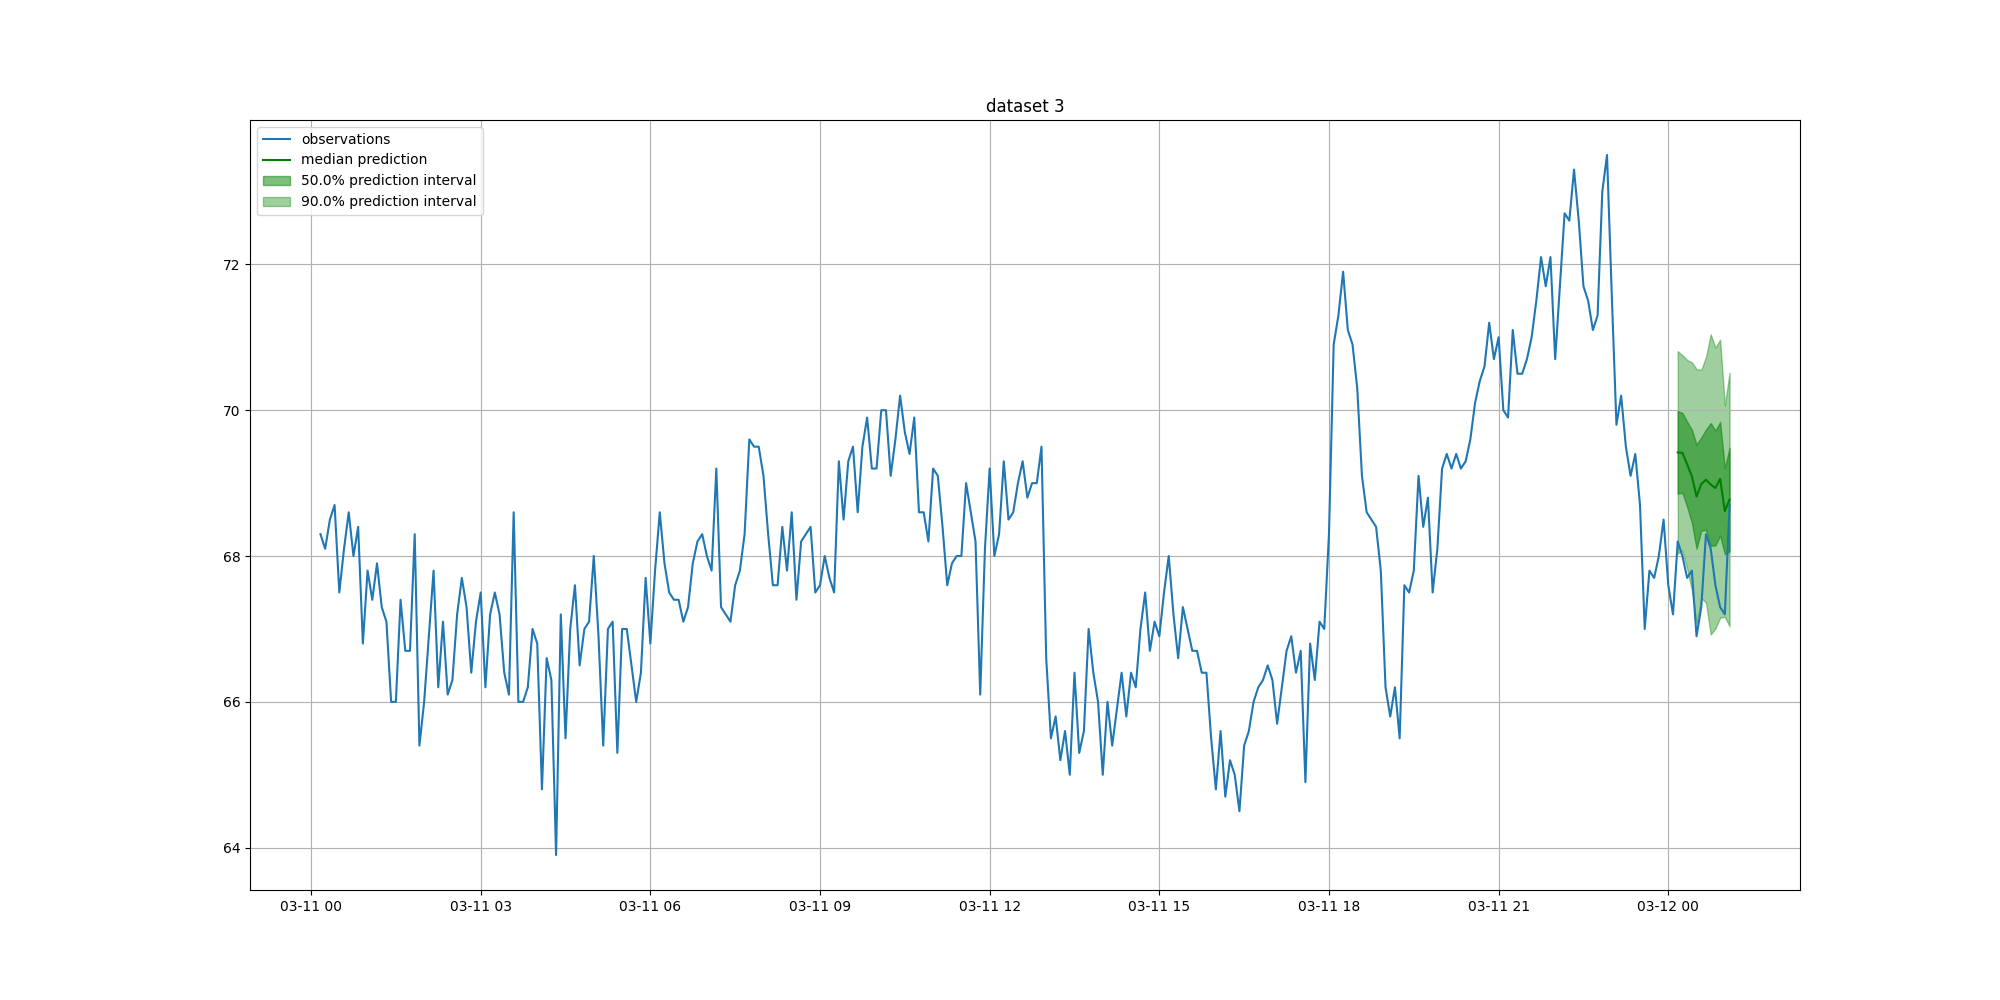 dataset 3
observations
median prediction
50.0% prediction interval
90.0% prediction interval
72
70
68
66
64
03-11 00 03-11 03 03-11 06 03-11 09 03-11 12 03-11 15 03-11 18 03-11 21 03-12 00